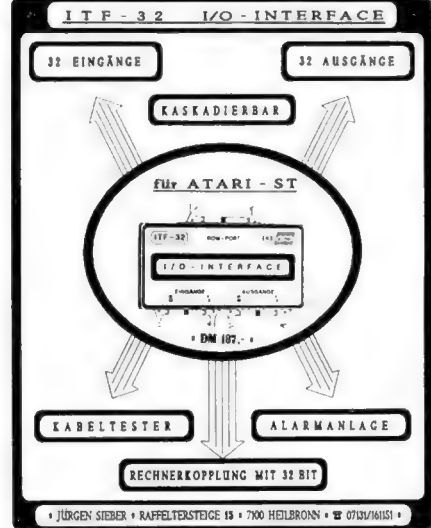 ITF-32 I/O-INTERFACE
32 EINGÄNGE
32 AUSGÄNGE
KASKADIERBAR
für ATARI-ST
ITF-32 ROM-PORT
I/O-INTERFACE
EINGÄNGE AUSGÄNGE
• DM 187,- •
KABELTESTER
ALARMANLAGE
RECHNERKOPPLUNG MIT 32 BIT
• JÜRGEN SIEBER • RAFFELTERSTEIGE 13 • 7100 HEILBRONN • ☎ 07131/161151 •